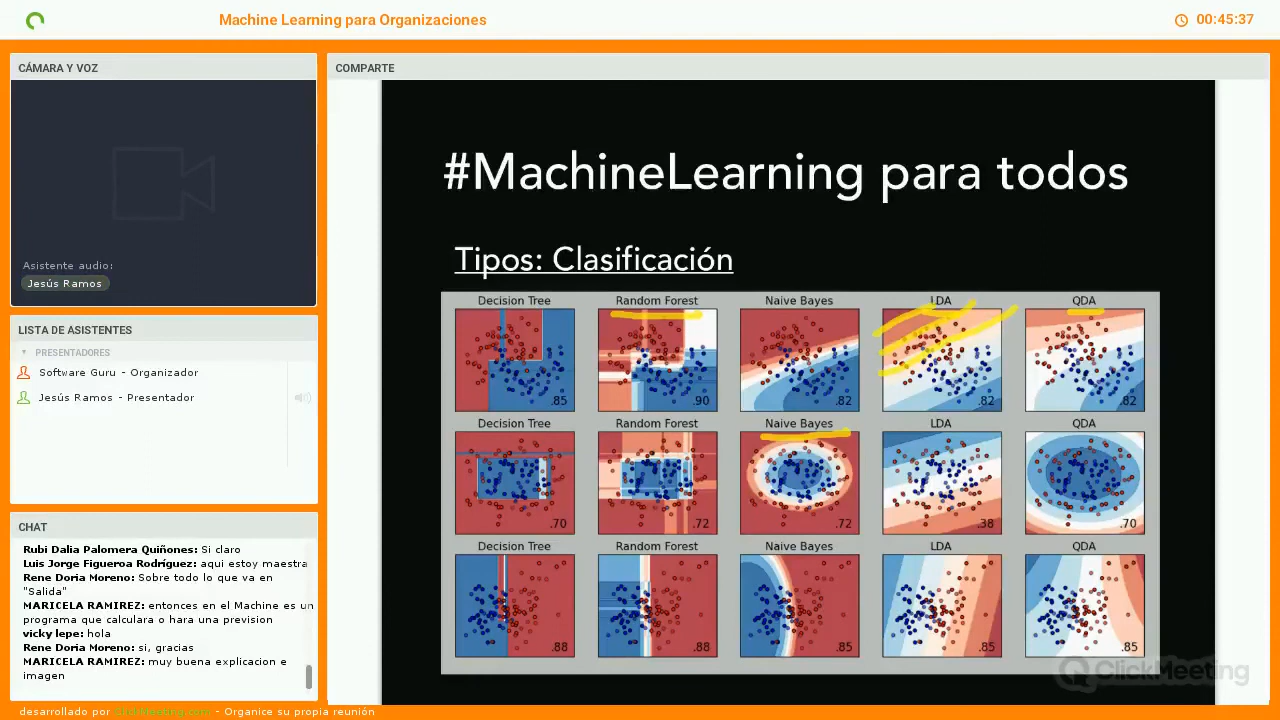 Machine Learning para Organizaciones
00:45:37
CÁMARA Y VOZ
Asistente audio:
Jesús Ramos
LISTA DE ASISTENTES
PRESENTADORES
Software Guru - Organizador
Jesús Ramos - Presentador
CHAT
Rubi Dalia Palomera Quiñones: Si claro
Luis Jorge Figueroa Rodríguez: aqui estoy maestra
Rene Doria Moreno: Sobre todo lo que va en
"Salida"
MARICELA RAMIREZ: entonces en el Machine es un
programa que calculara o hara una prevision
vicky lepe: hola
Rene Doria Moreno: si, gracias
MARICELA RAMIREZ: muy buena explicacion e
imagen
COMPARTE
#MachineLearning para todos
Tipos: Clasificación
Decision Tree Random Forest Naive Bayes LDA QDA
.85 .90 .82 .82 .82
Decision Tree Random Forest Naive Bayes LDA QDA
.70 .72 .72 .38 .70
Decision Tree Random Forest Naive Bayes LDA QDA
.88 .88 .85 .85 .85
ClickMeeting
desarrollado por ClickMeeting.com - Organice su propia reunión